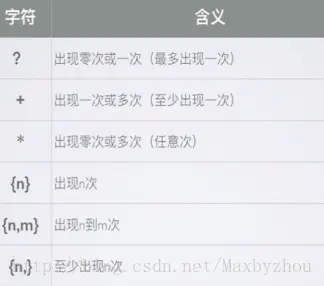 字符 含义
? 出现零次或一次（最多出现一次）
+ 出现一次或多次（至少出现一次）
* 出现零次或多次（任意次）
{n} 出现n次
{n,m} 出现n到m次
{n,} 至少出现n次
http://blog.csdn.net/Maxbyzhou